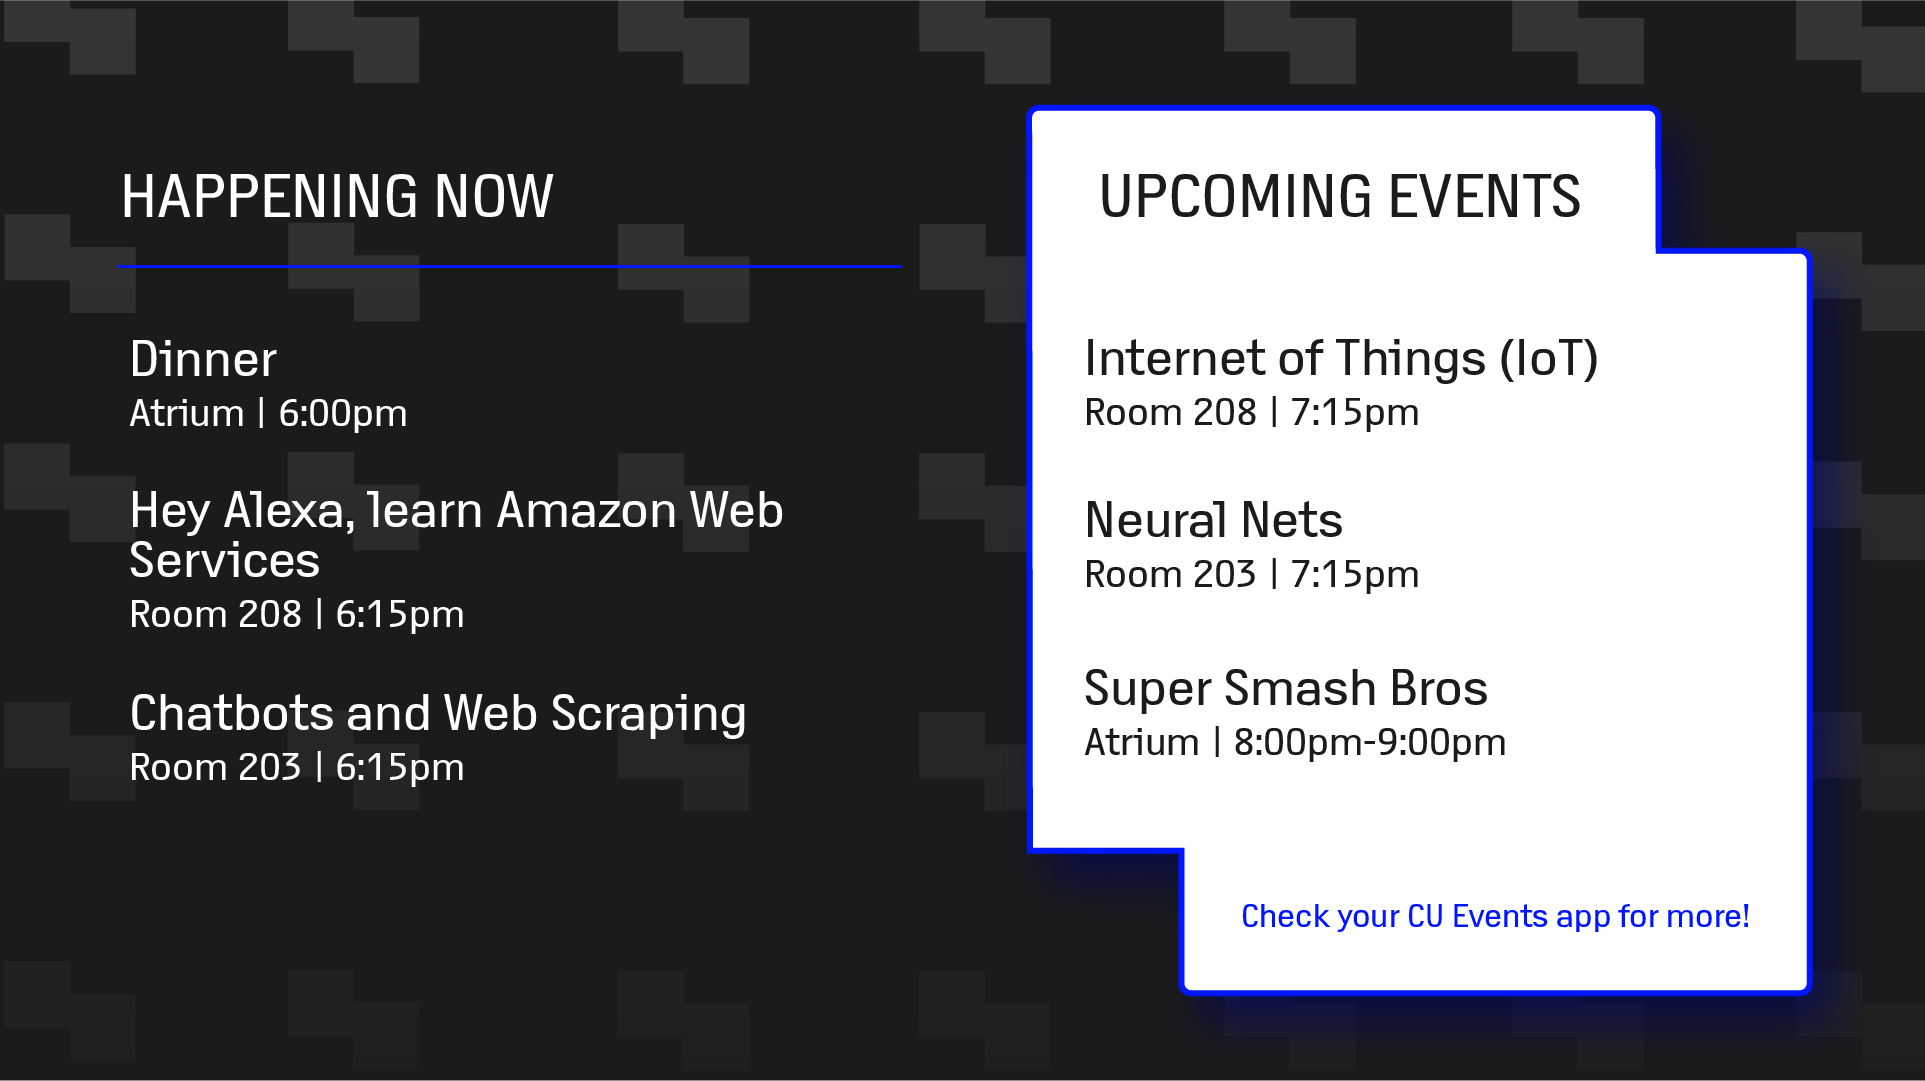 HAPPENING NOW
Dinner
Atrium | 6:00pm
Hey Alexa, learn Amazon Web
Services
Room 208 | 6:15pm
Chatbots and Web Scraping
Room 203 | 6:15pm
UPCOMING EVENTS
Internet of Things (IoT)
Room 208 | 7:15pm
Neural Nets
Room 203 | 7:15pm
Super Smash Bros
Atrium | 8:00pm-9:00pm
Check your CU Events app for more!